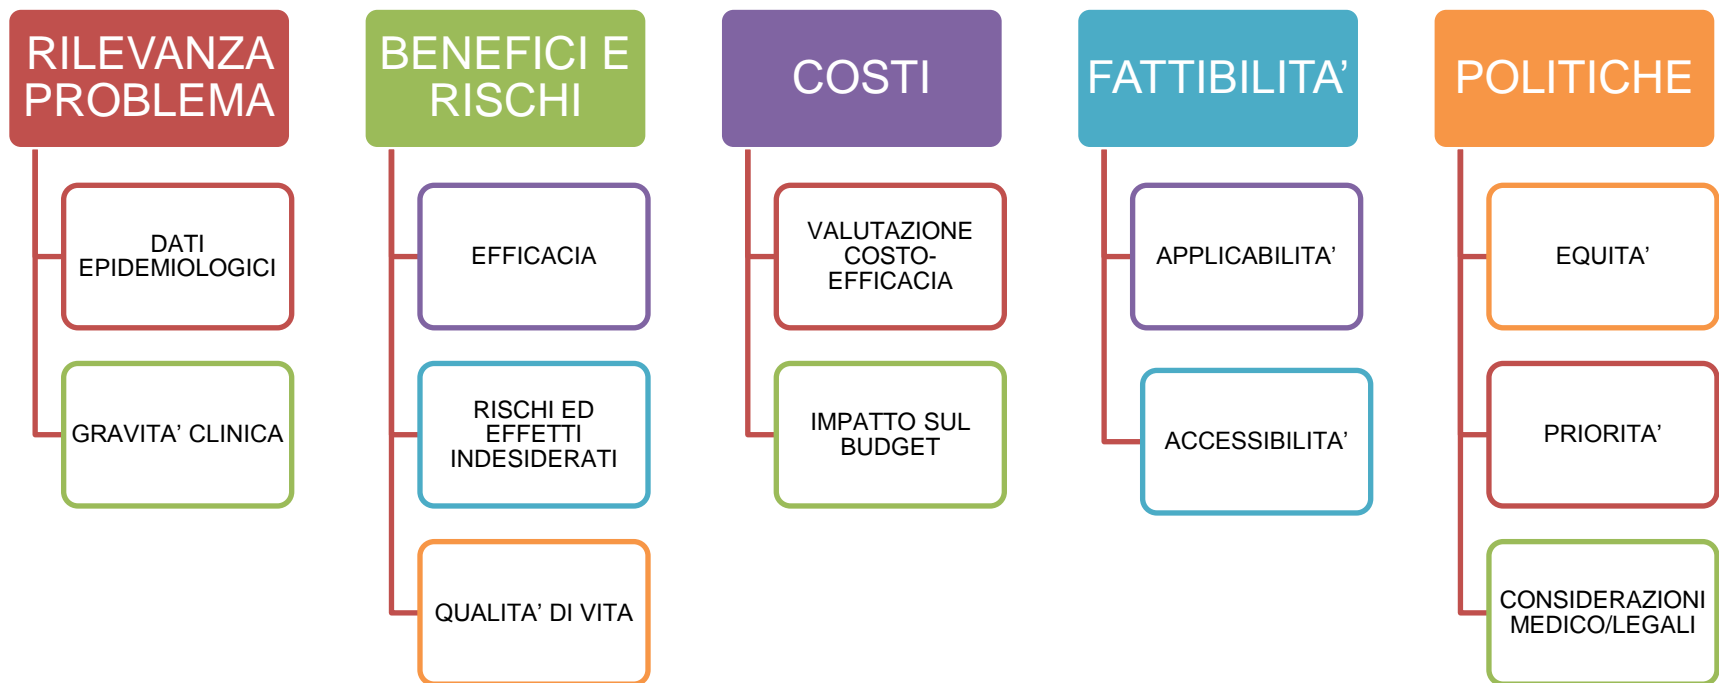 RILEVANZA
PROBLEMA
DATI
EPIDEMIOLOGICI
GRAVITA’ CLINICA
BENEFICI E
RISCHI
EFFICACIA
RISCHI ED
EFFETTI
INDESIDERATI
QUALITA’ DI VITA
COSTI
VALUTAZIONE
COSTO-
EFFICACIA
IMPATTO SUL
BUDGET
FATTIBILITA’
APPLICABILITA’
ACCESSIBILITA’
POLITICHE
EQUITA’
PRIORITA’
CONSIDERAZIONI
MEDICO/LEGALI